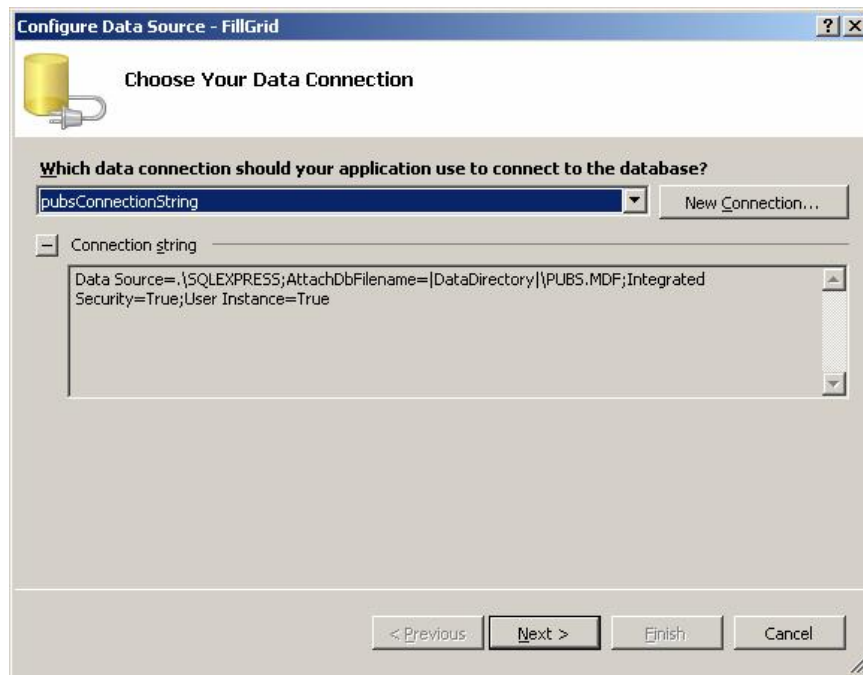 Configure Data Source - FillGrid
Choose Your Data Connection
Which data connection should your application use to connect to the database?
pubsConnectionString
New Connection...
Connection string
Data Source=.\SQLEXPRESS;AttachDbFilename=|DataDirectory|\PUBS.MDF;Integrated
Security=True;User Instance=True
< Previous
Next >
Finish
Cancel